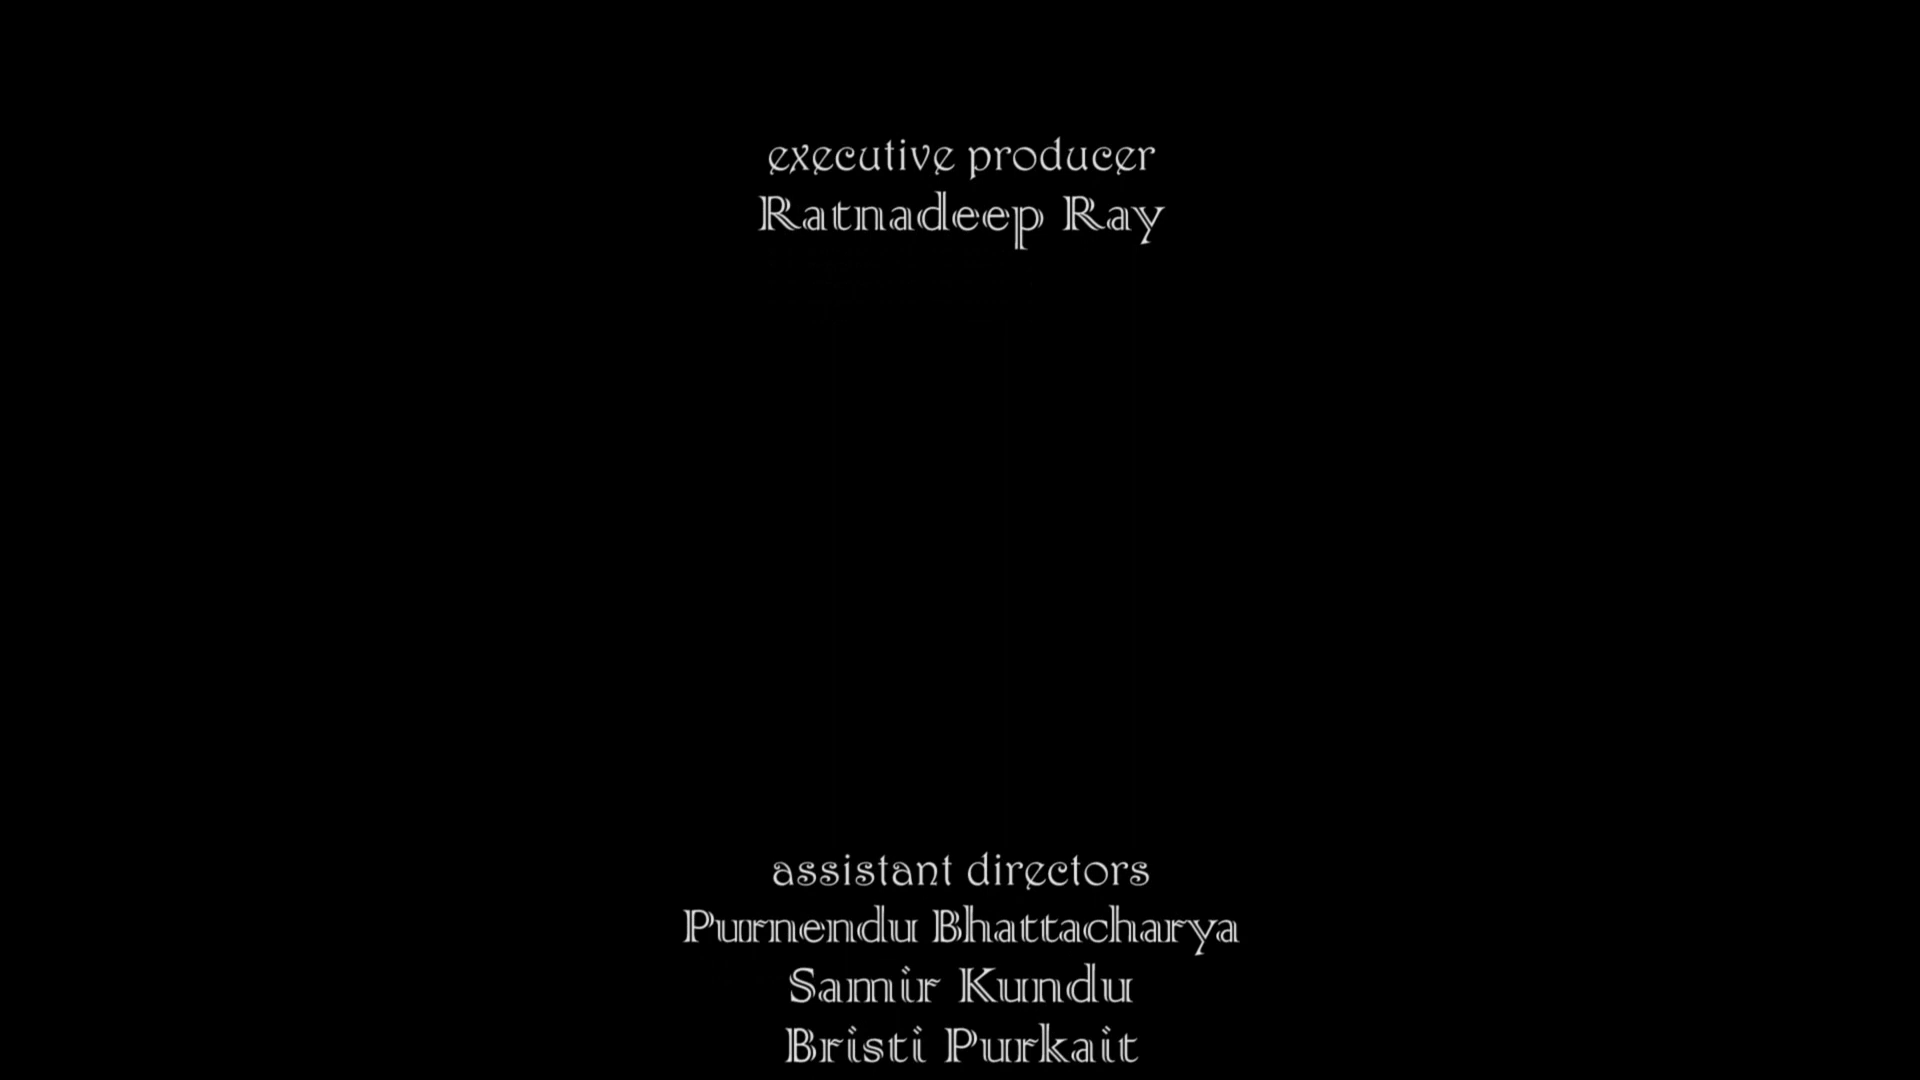 executive producer
Ratnadeep Ray
assistant directors
Purnendu Bhattacharya
Samir Kundu
Bristi Purkait